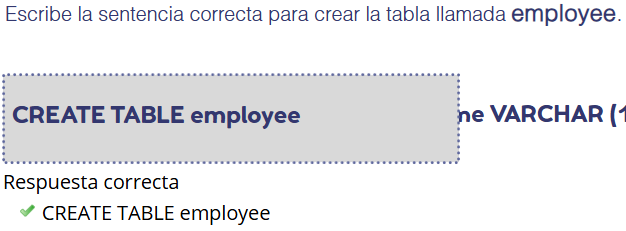 Escribe la sentencia correcta para crear la tabla llamada employee.
CREATE TABLE employee VARCHAR (1
Respuesta correcta
CREATE TABLE employee